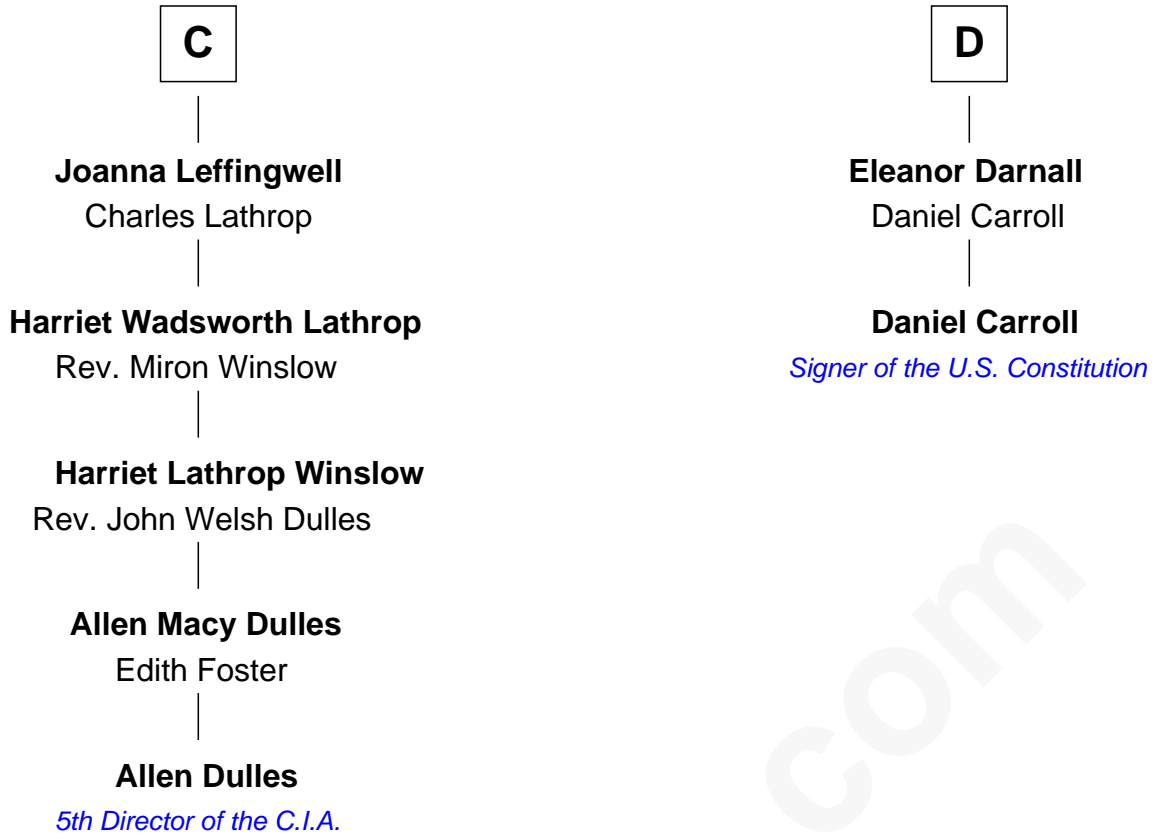 C
Joanna Leffingwell
Charles Lathrop
Harriet Wadsworth Lathrop
Rev. Miron Winslow
Harriet Lathrop Winslow
Rev. John Welsh Dulles
Allen Macy Dulles
Edith Foster
Allen Dulles
5th Director of the C.I.A.
D
Eleanor Darnall
Daniel Carroll
Daniel Carroll
Signer of the U.S. Constitution
com